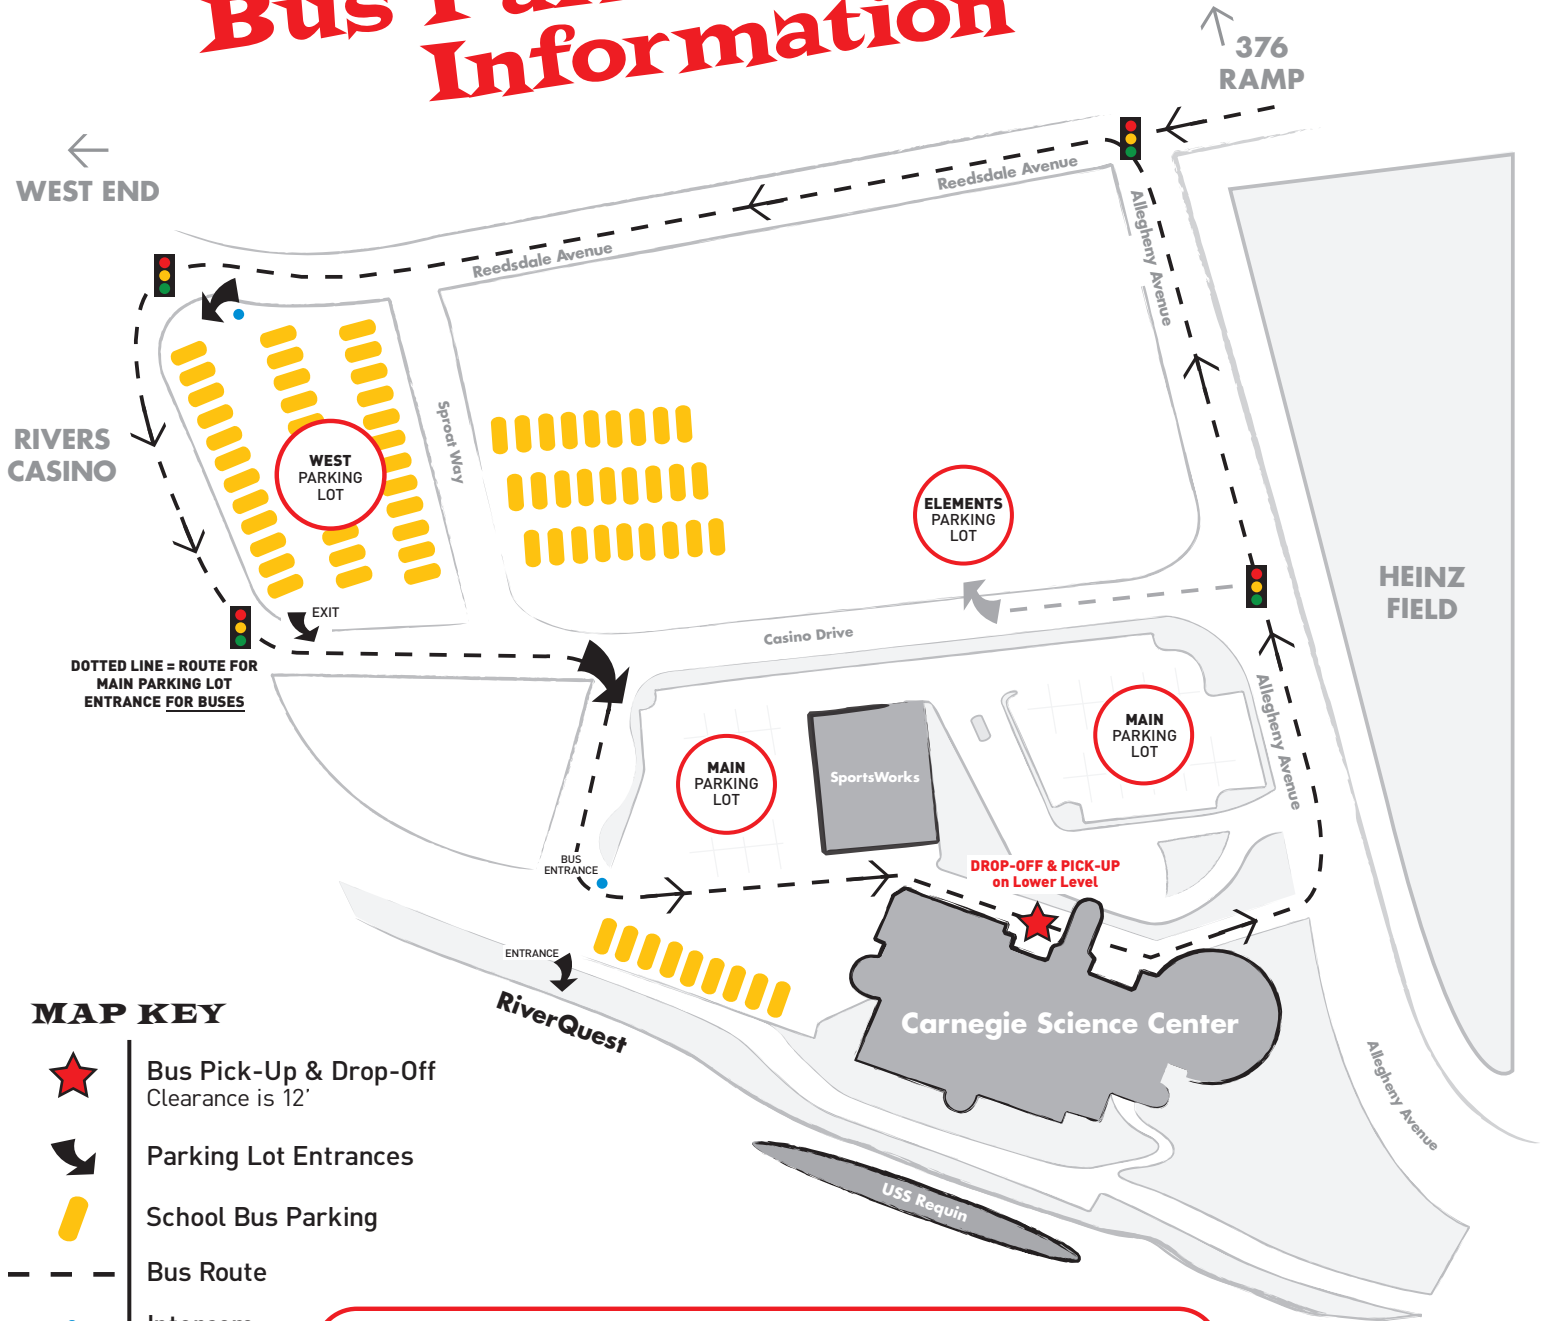 Bus
Information
376
RAMP
WEST END
Reedsdale Avenue
Reedsdale Avenue
Allegheny Avenue
RIVERS
CASINO
Sproat Way
WEST
PARKING
LOT
ELEMENTS
PARKING
LOT
HEINZ
FIELD
EXIT
Casino Drive
DOTTED LINE = ROUTE FOR
MAIN PARKING LOT
ENTRANCE FOR BUSES
Allegheny Avenue
MAIN
PARKING
LOT
MAIN
PARKING
LOT
SportsWorks
BUS
ENTRANCE
DROP-OFF & PICK-UP
on Lower Level
ENTRANCE
RiverQuest
Carnegie Science Center
Allegheny Avenue
USS Requin
MAP KEY
Bus Pick-Up & Drop-Off
Clearance is 12’
Parking Lot Entrances
School Bus Parking
Bus Route
Intercom